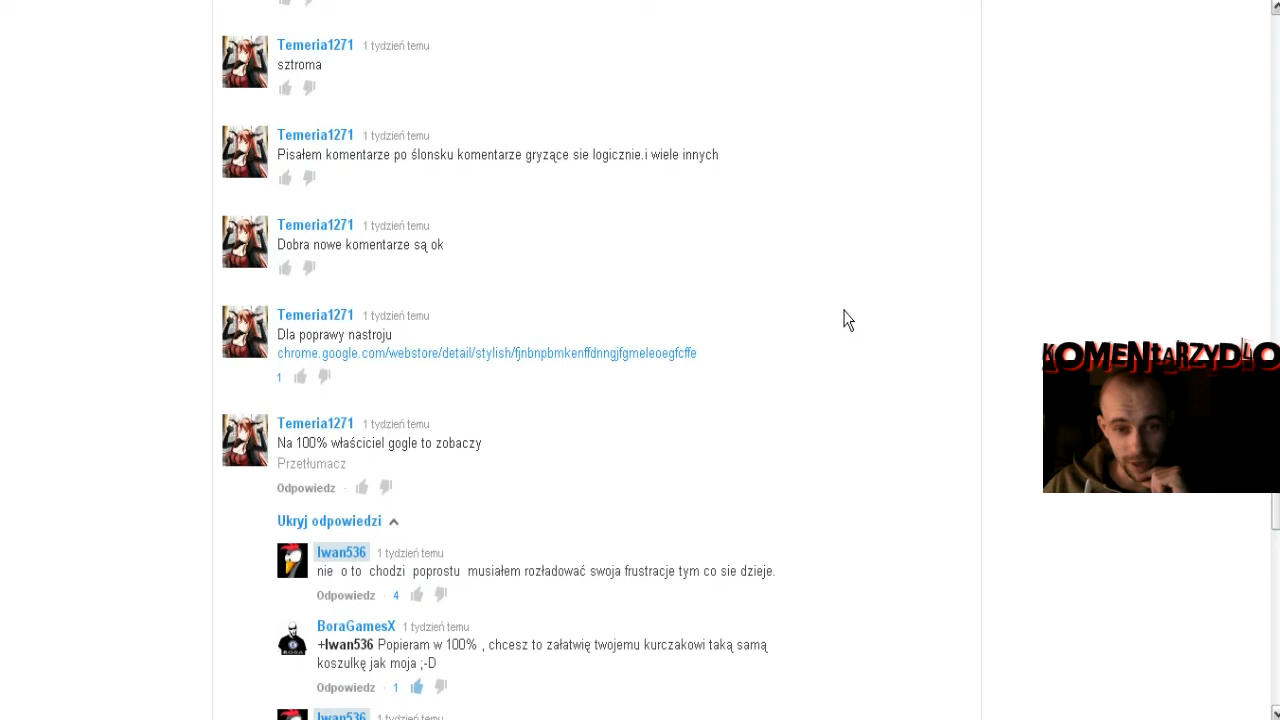 Temeria1271 1 tydzień temu
sztroma
Temeria1271 1 tydzień temu
Pisałem komentarze po ślonsku komentarze gryzące sie logicznie.i wiele innych
Temeria1271 1 tydzień temu
Dobra nowe komentarze są ok
Temeria1271 1 tydzień temu
Dla poprawy nastroju
chrome.google.com/webstore/detail/stylish/fjnbnpbmkenffdnngjfgmeleoegfcffe
1
Temeria1271 1 tydzień temu
Na 100% właściciel gogle to zobaczy
Przetłumacz
Odpowiedz ·
Ukryj odpowiedzi
Iwan536 1 tydzień temu
nie o to chodzi poprostu musiałem rozładować swoja frustracje tym co sie dzieje.
Odpowiedz · 4
BoraGamesX 1 tydzień temu
+Iwan536 Popieram w 100% , chcesz to załatwię twojemu kurczakowi taką samą
koszulkę jak moja ;-D
Odpowiedz · 1
Iwan536 1 tydzień temu
KOMENtARZYDŁO